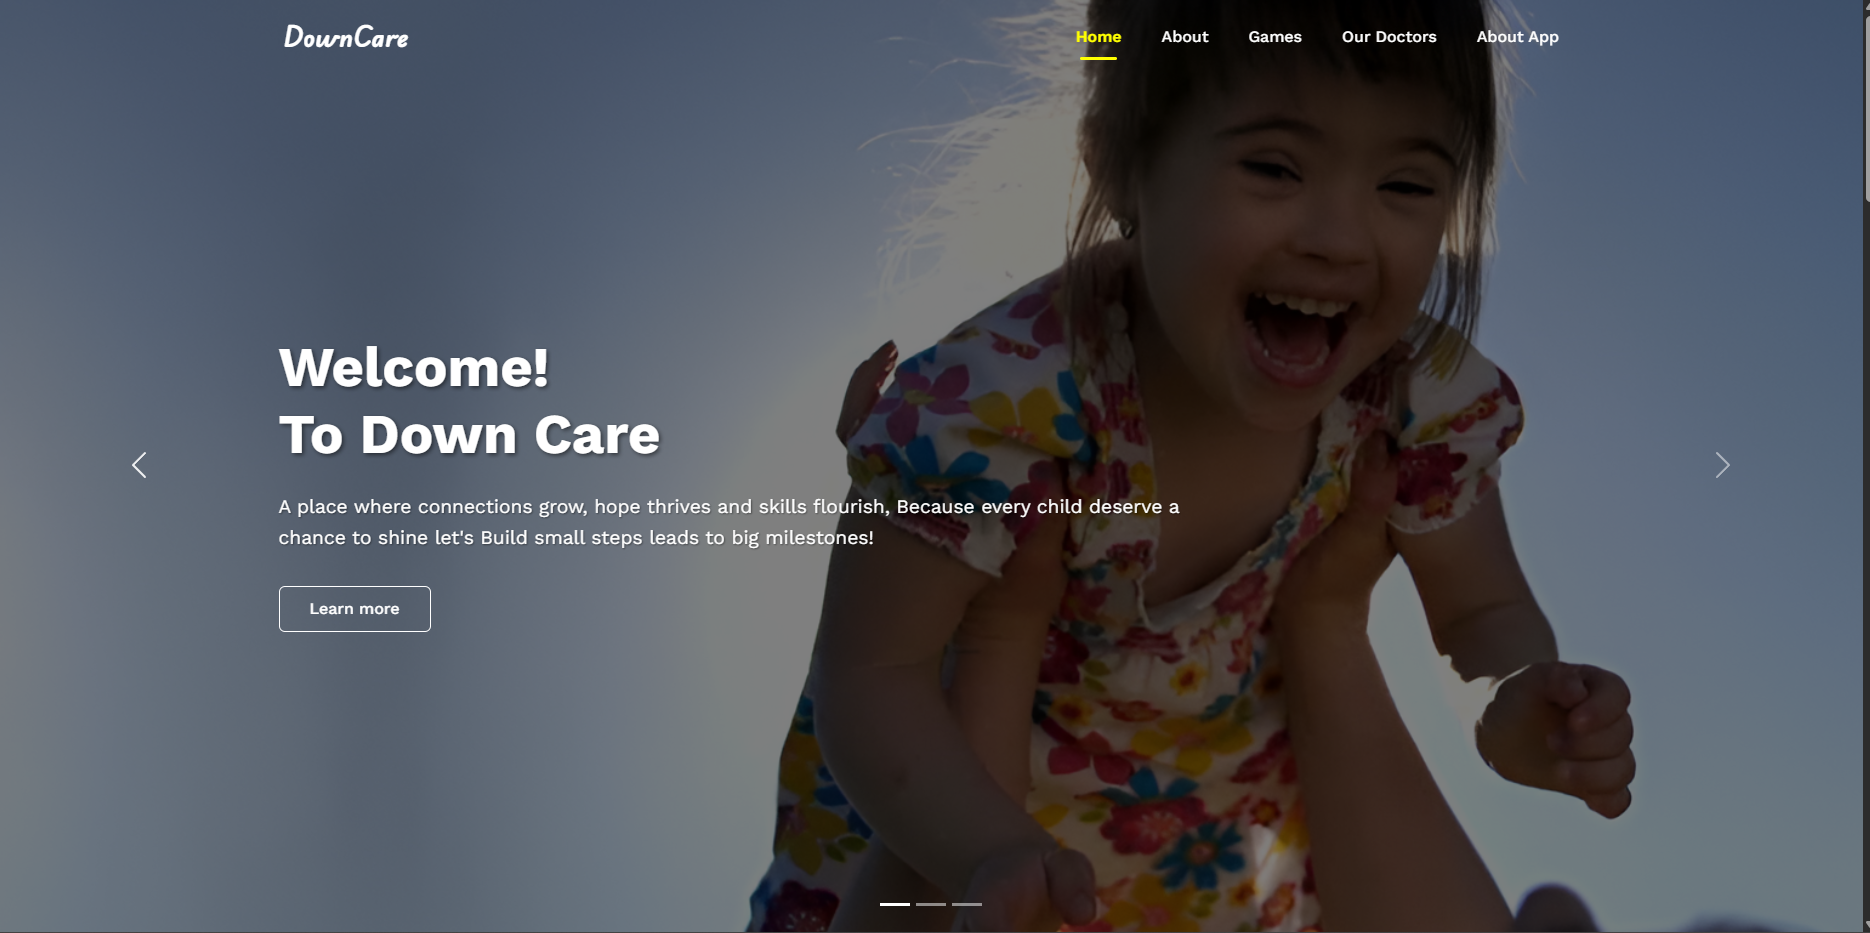 DownCare
Home About Games Our Doctors About App
Welcome!
To Down Care
A place where connections grow, hope thrives and skills flourish, Because every child deserve a
chance to shine let's Build small steps leads to big milestones!
Learn more